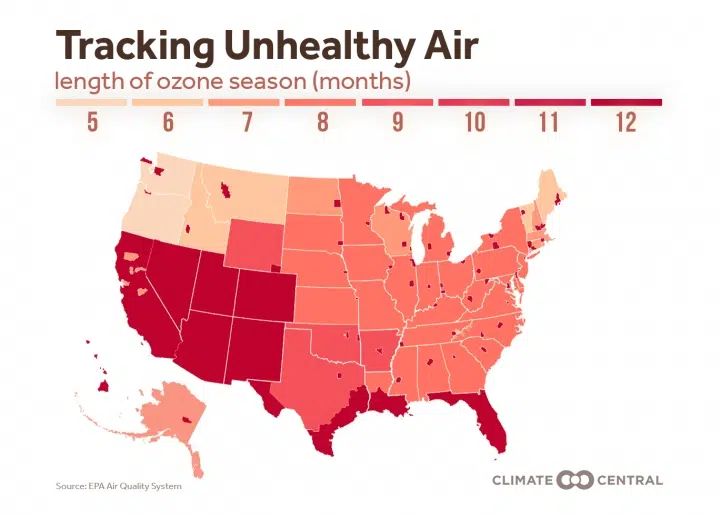 Tracking Unhealthy Air
length of ozone season (months)
5 6 7 8 9 10 11 12
Source: EPA Air Quality System
CLIMATE CENTRAL